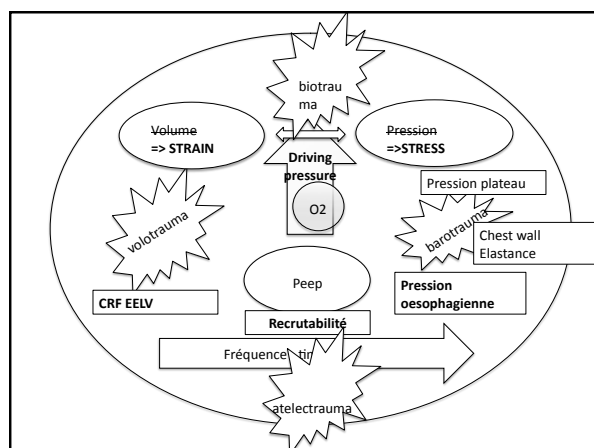 biotrau
ma
Volume
=> STRAIN
Pression
=>STRESS
Driving
pressure
Pression plateau
O2
volotrauma
barotrauma
Chest wall
Elastance
CRF EELV
Peep
Pression
oesophagienne
Recrutabilité
Fréquence
atelectrauma